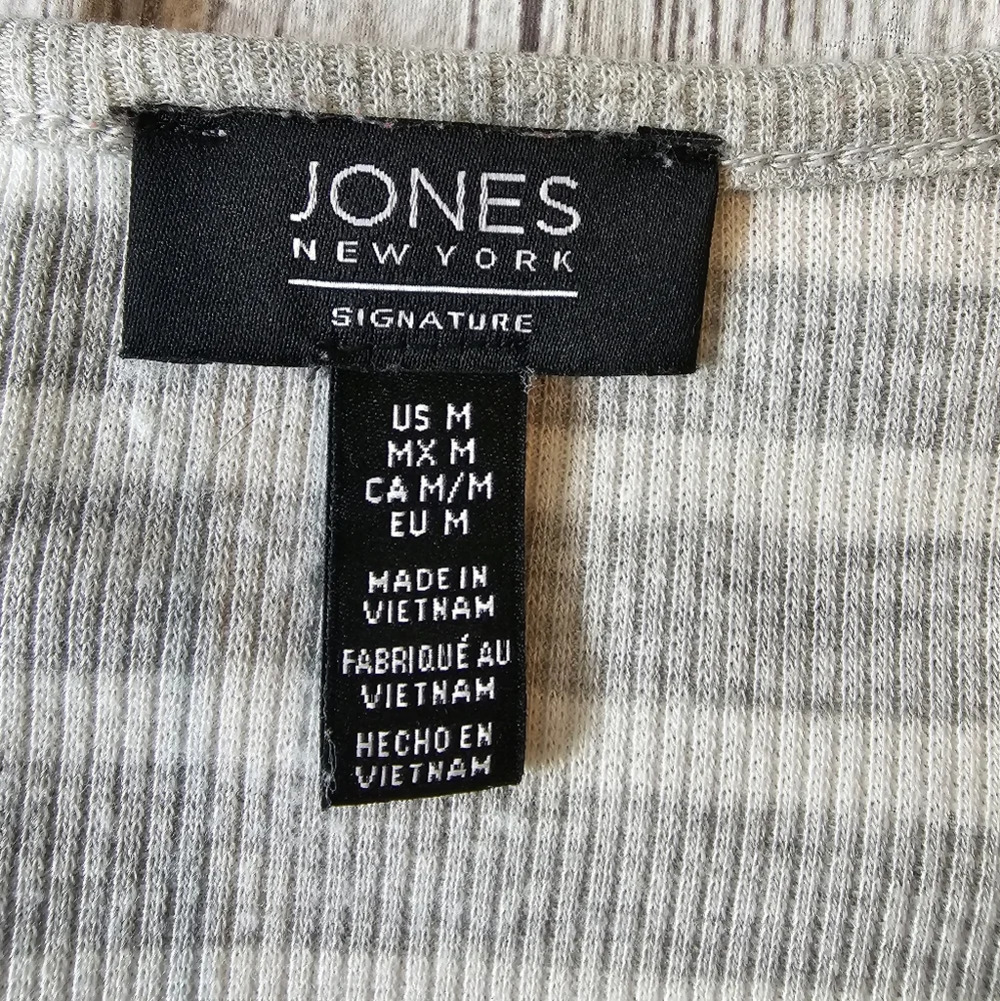 JONES
NEW YORK
SIGNATURE
US M
MX M
CA M/M
EU M
MADE IN
VIETNAM
FABRIQUÉ AU
VIETNAM
HECHO EN
VIETNAM